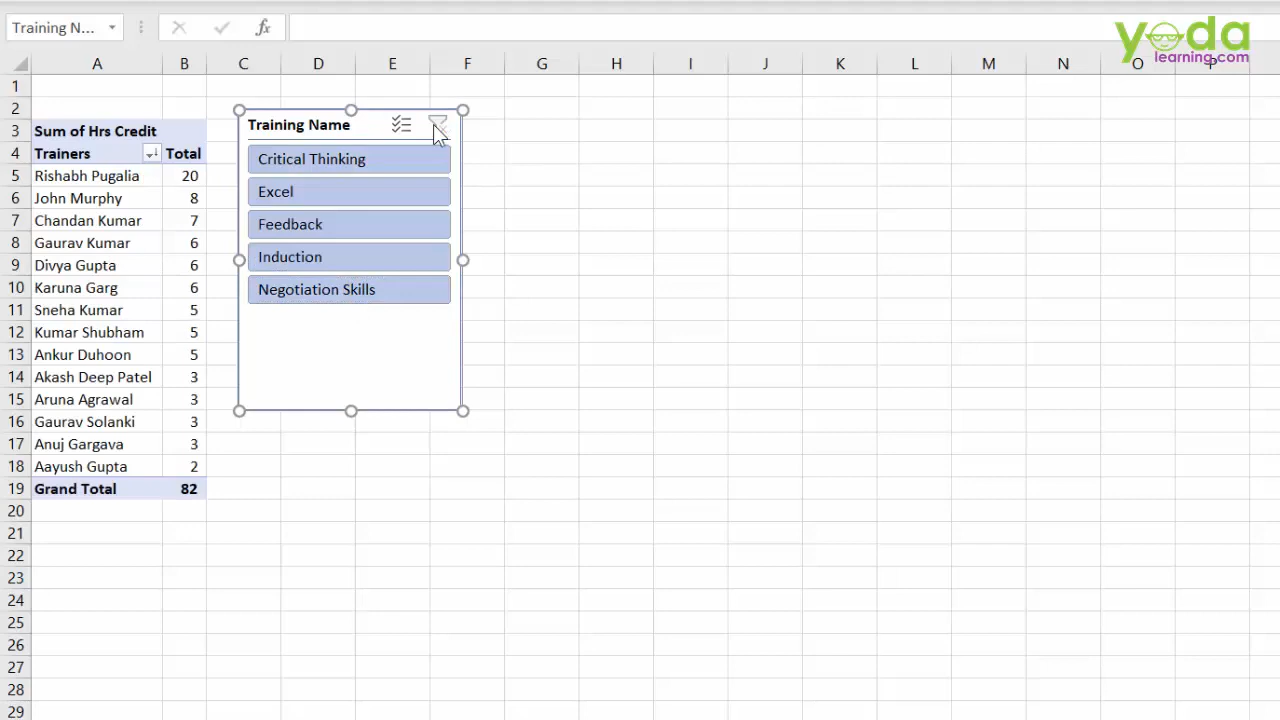 Training N...
fx
yoda
learning.com
A B C D E F G H I J K L M N O P
1
2
3 Sum of Hrs Credit
4 Trainers Total
5 Rishabh Pugalia 20
6 John Murphy 8
7 Chandan Kumar 7
8 Gaurav Kumar 6
9 Divya Gupta 6
10 Karuna Garg 6
11 Sneha Kumar 5
12 Kumar Shubham 5
13 Ankur Duhoon 5
14 Akash Deep Patel 3
15 Aruna Agrawal 3
16 Gaurav Solanki 3
17 Anuj Gargava 3
18 Aayush Gupta 2
19 Grand Total 82
20
21
22
23
24
25
26
27
28
29
Training Name
Critical Thinking
Excel
Feedback
Induction
Negotiation Skills